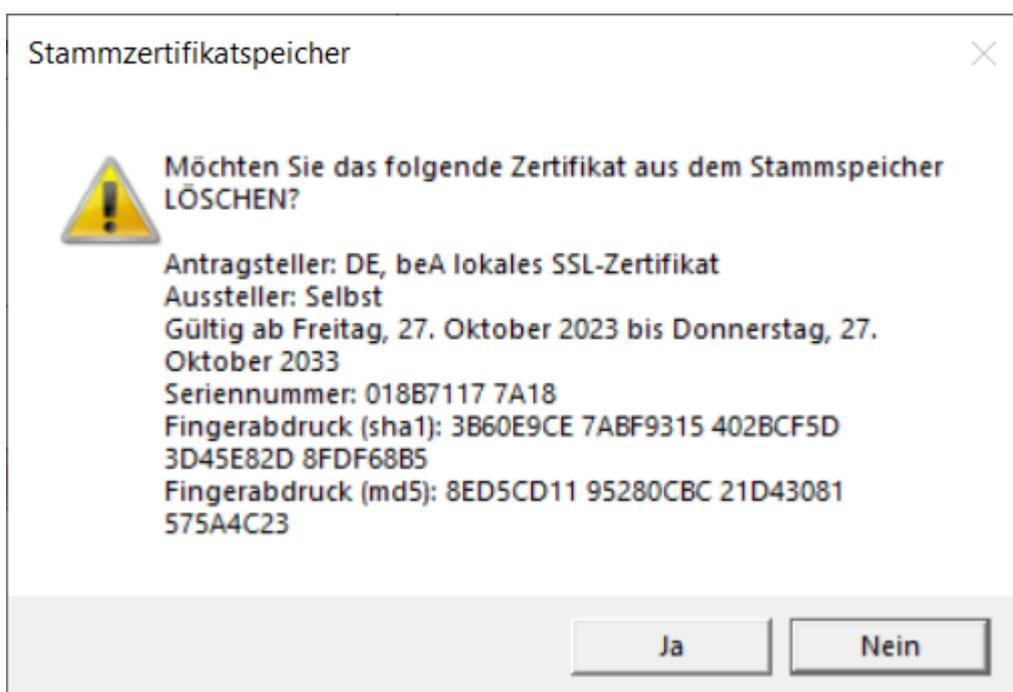 Stammzertifikatspeicher
Möchten Sie das folgende Zertifikat aus dem Stammspeicher
LÖSCHEN?
Antragsteller: DE, beA lokales SSL-Zertifikat
Aussteller: Selbst
Gültig ab Freitag, 27. Oktober 2023 bis Donnerstag, 27.
Oktober 2033
Seriennummer: 018B7117 7A18
Fingerabdruck (sha1): 3B60E9CE 7ABF9315 402BCF5D
3D45E82D 8FDF68B5
Fingerabdruck (md5): 8ED5CD11 95280CBC 21D43081
575A4C23
Ja
Nein